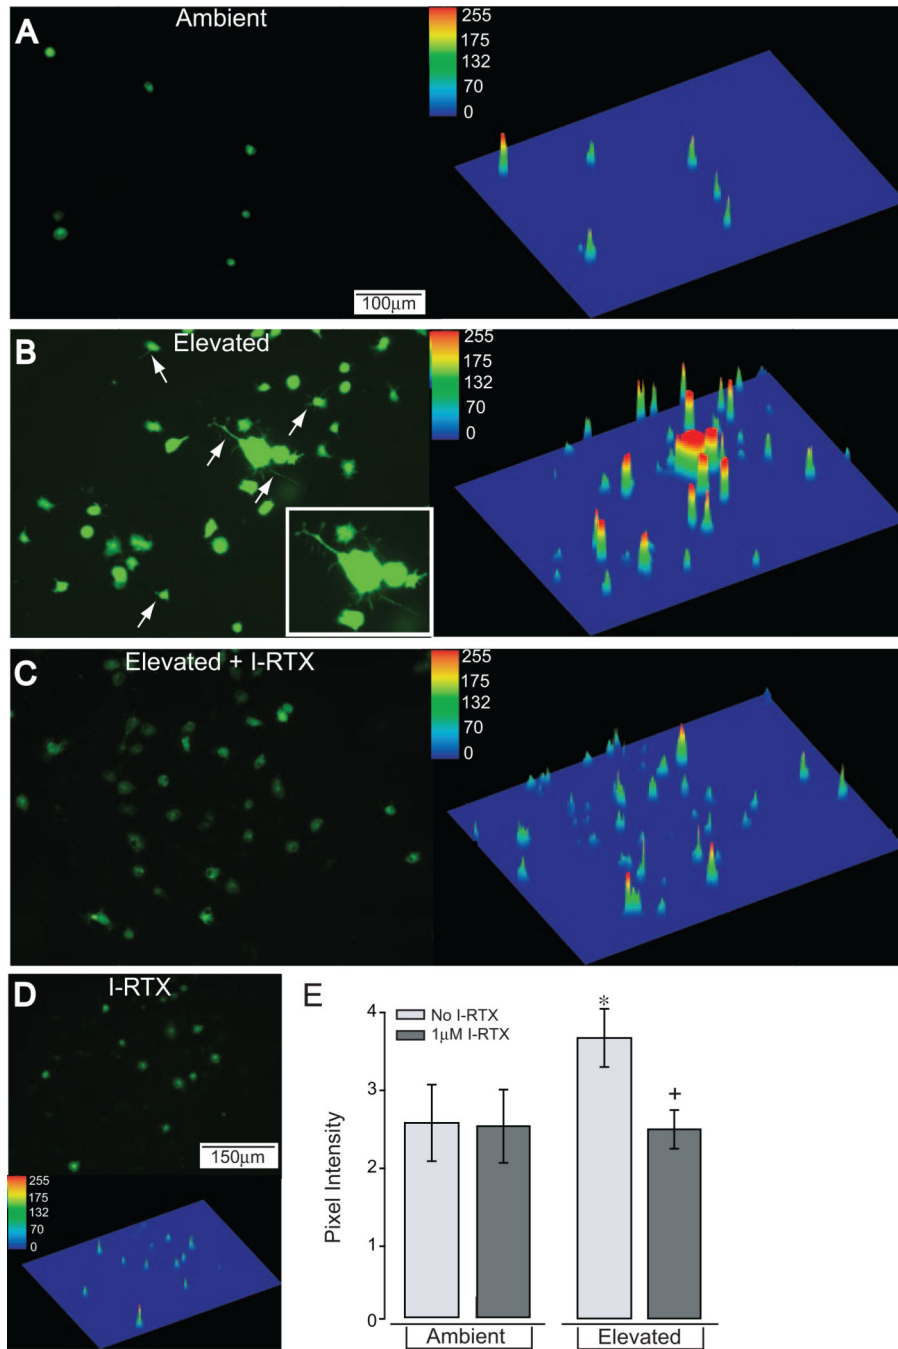 A
Ambient
255
175
132
70
0
100μm
B
Elevated
255
175
132
70
0
C
Elevated + I-RTX
255
175
132
70
0
D
I-RTX
150μm
255
175
132
70
0
E
4
3
2
1
0
Pixel Intensity
No I-RTX
1μM I-RTX
*
+
Ambient
Elevated